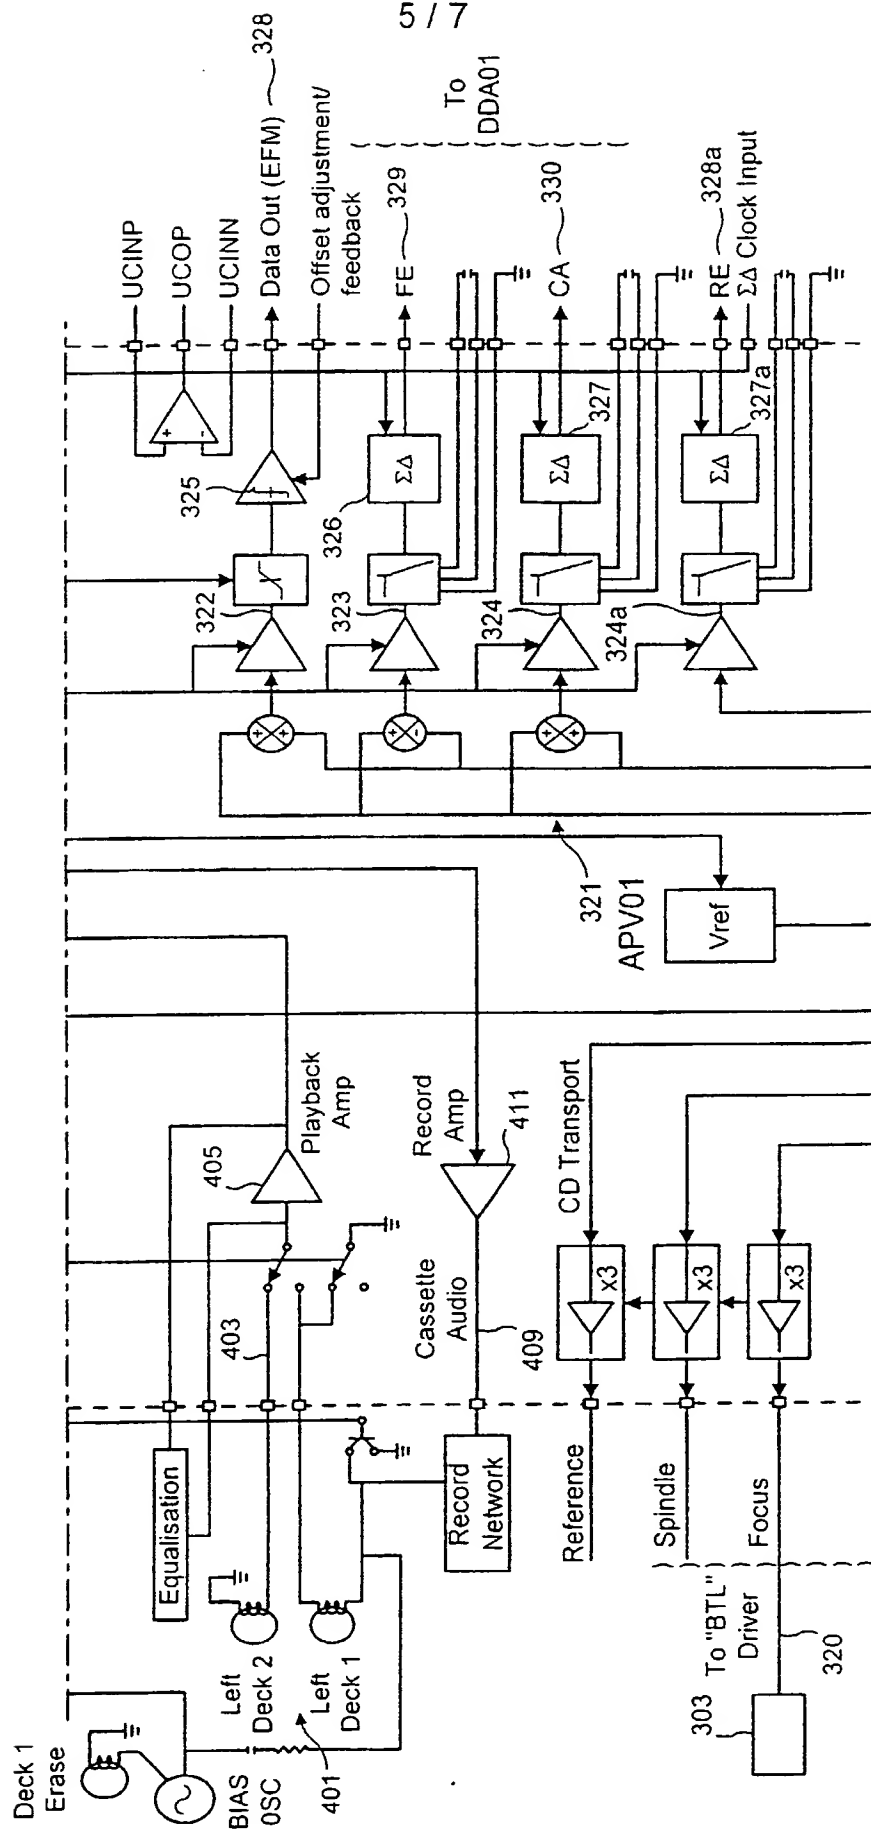 5 / 7
UCINP
UCOP
UCINN
Data Out (EFM)
328
Offset adjustment/
feedback
FE
329
To
DDA01
CA
330
RE
328a
ΣΔ Clock Input
+
-
325
326
ΣΔ
ΣΔ
327
ΣΔ
327a
322
323
324
324a
+
+
+
-
+
+
321
APV01
Vref
Playback
Amp
405
Record
Amp
411
CD Transport
403
Cassette
Audio
409
x3
x3
x3
Equalisation
Record
Network
Reference
Spindle
Focus
To "BTL"
Driver
320
303
Left
Deck 2
Left
Deck 1
401
Deck 1
Erase
BIAS
0SC